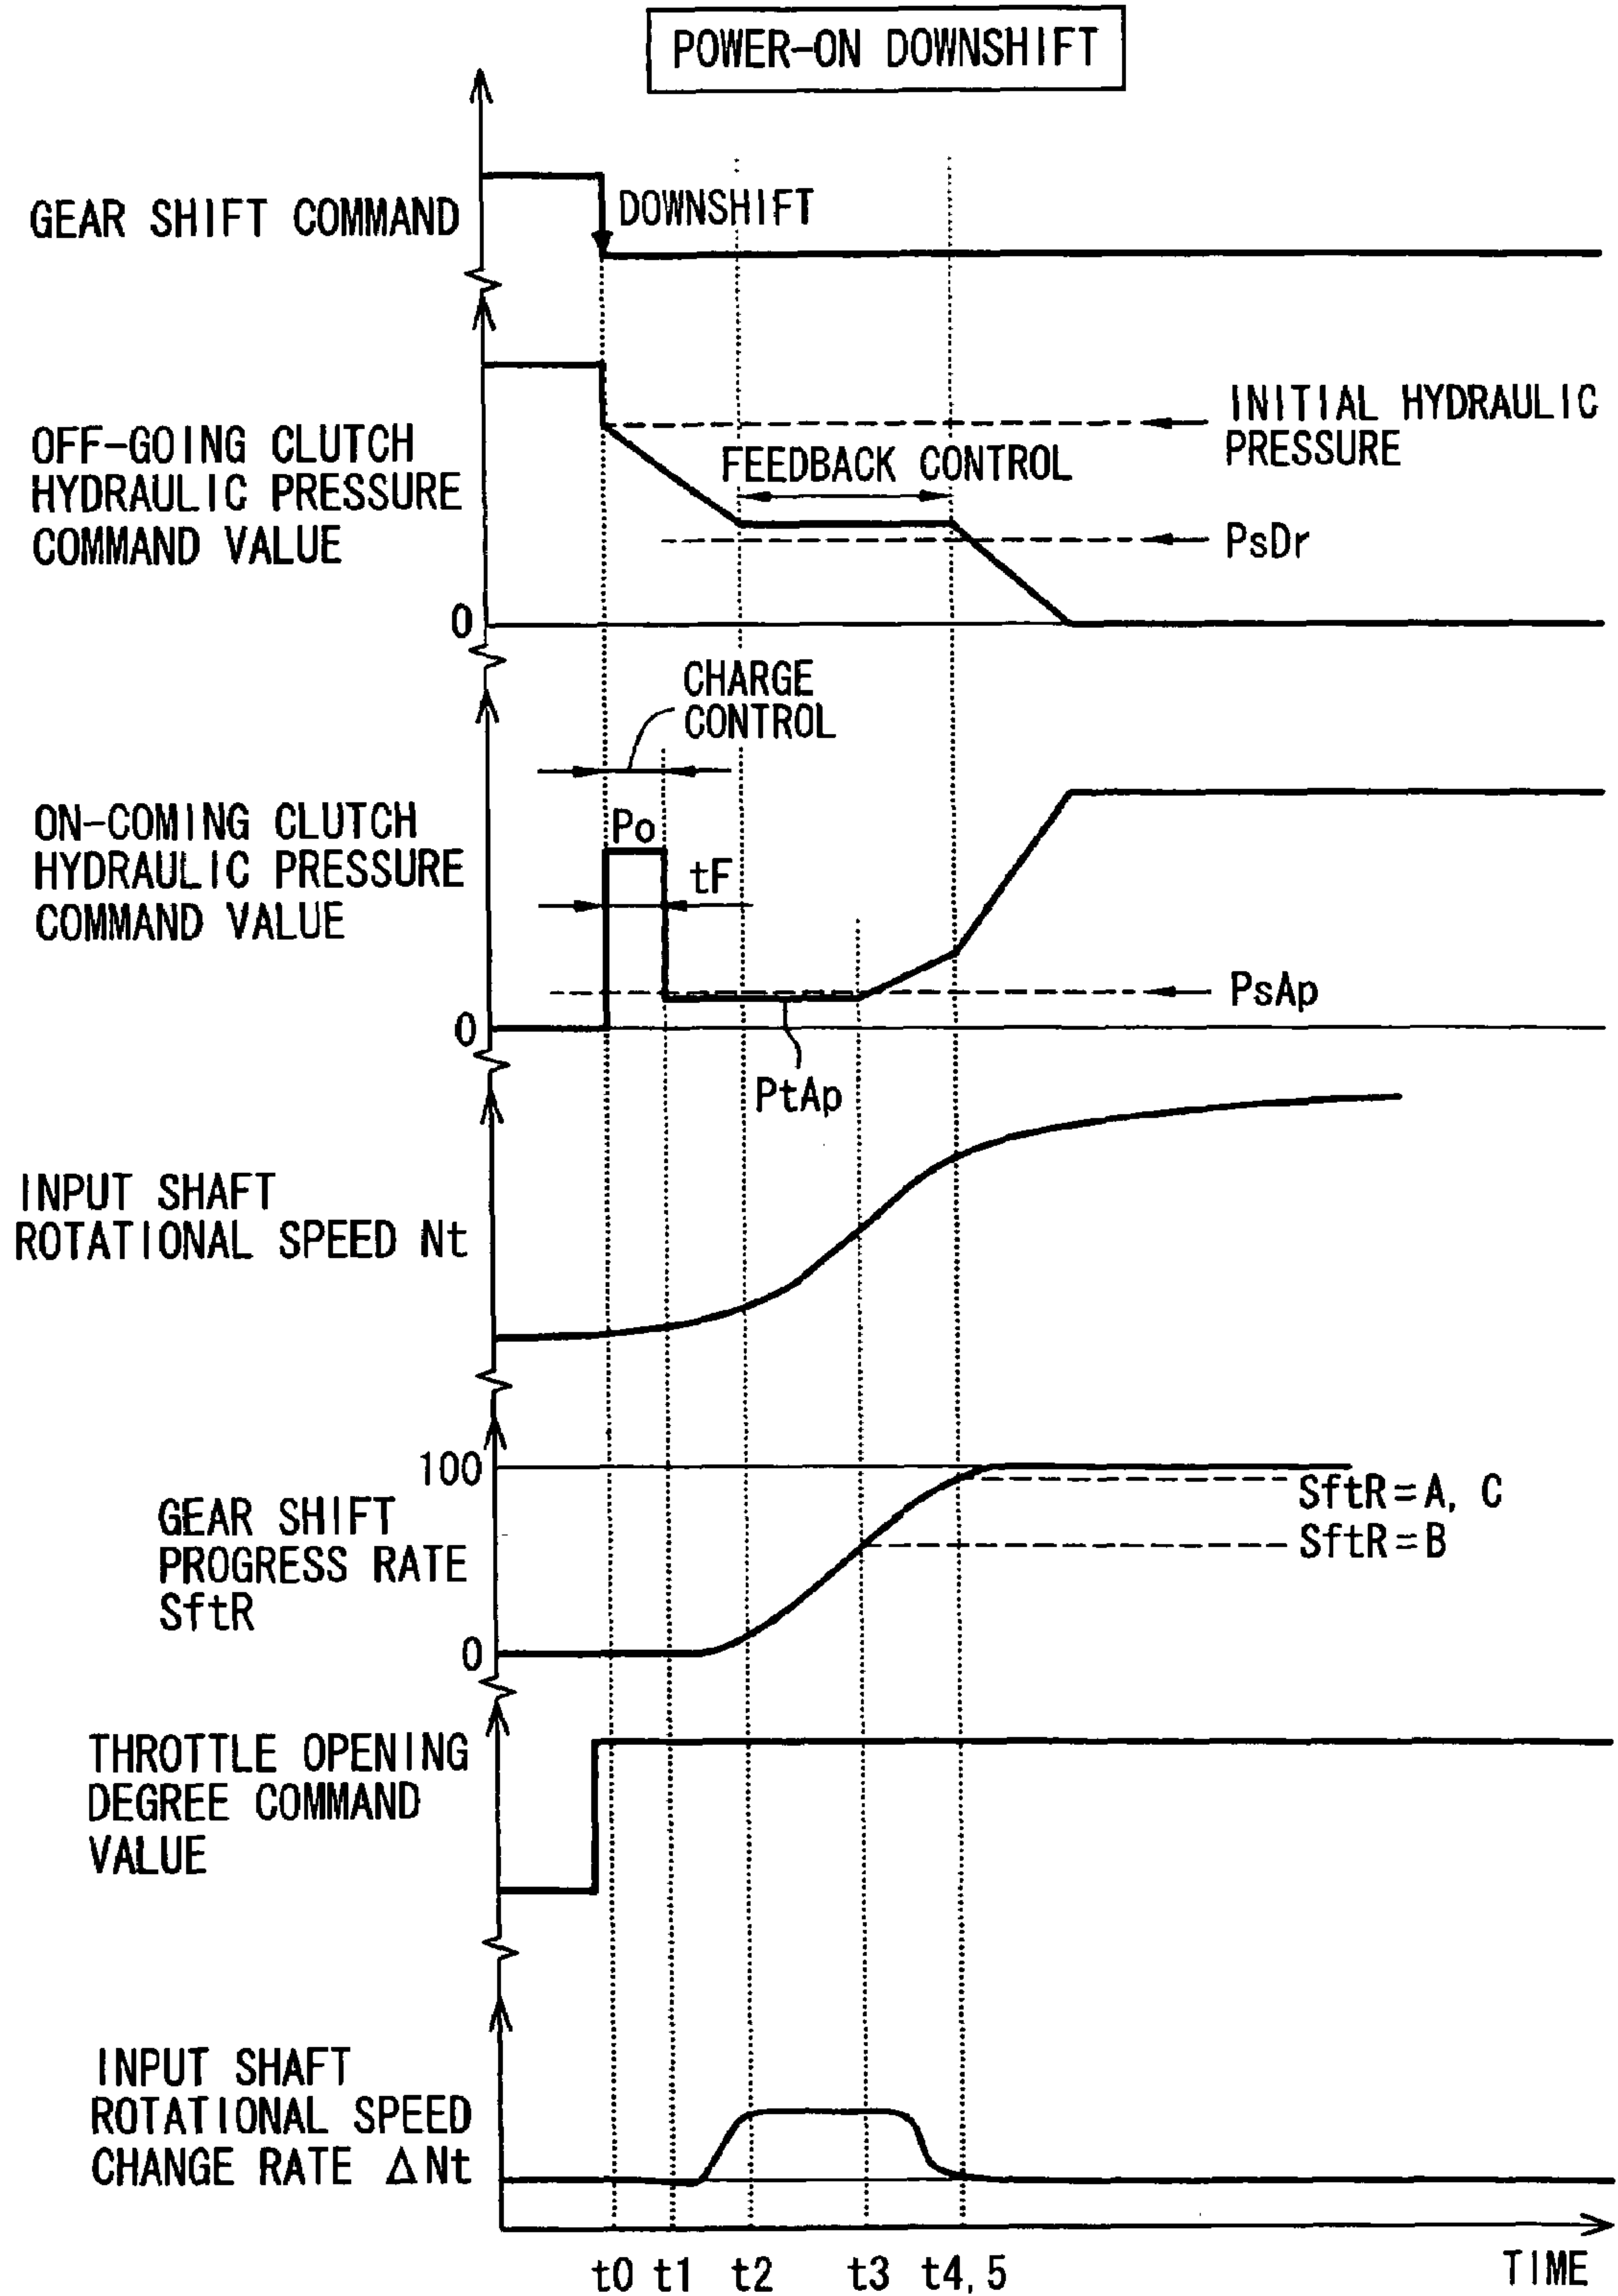 POWER-ON DOWNSHIFT
GEAR SHIFT COMMAND
DOWNSHIFT
OFF-GOING CLUTCH
HYDRAULIC PRESSURE
COMMAND VALUE
INITIAL HYDRAULIC
PRESSURE
FEEDBACK CONTROL
PsDr
0
CHARGE
CONTROL
ON-COMING CLUTCH
HYDRAULIC PRESSURE
COMMAND VALUE
Po
tF
PsAp
0
PtAp
INPUT SHAFT
ROTATIONAL SPEED Nt
100
GEAR SHIFT
PROGRESS RATE
SftR
SftR=A, C
SftR=B
0
THROTTLE OPENING
DEGREE COMMAND
VALUE
INPUT SHAFT
ROTATIONAL SPEED
CHANGE RATE ΔNt
t0 t1 t2 t3 t4, 5
TIME